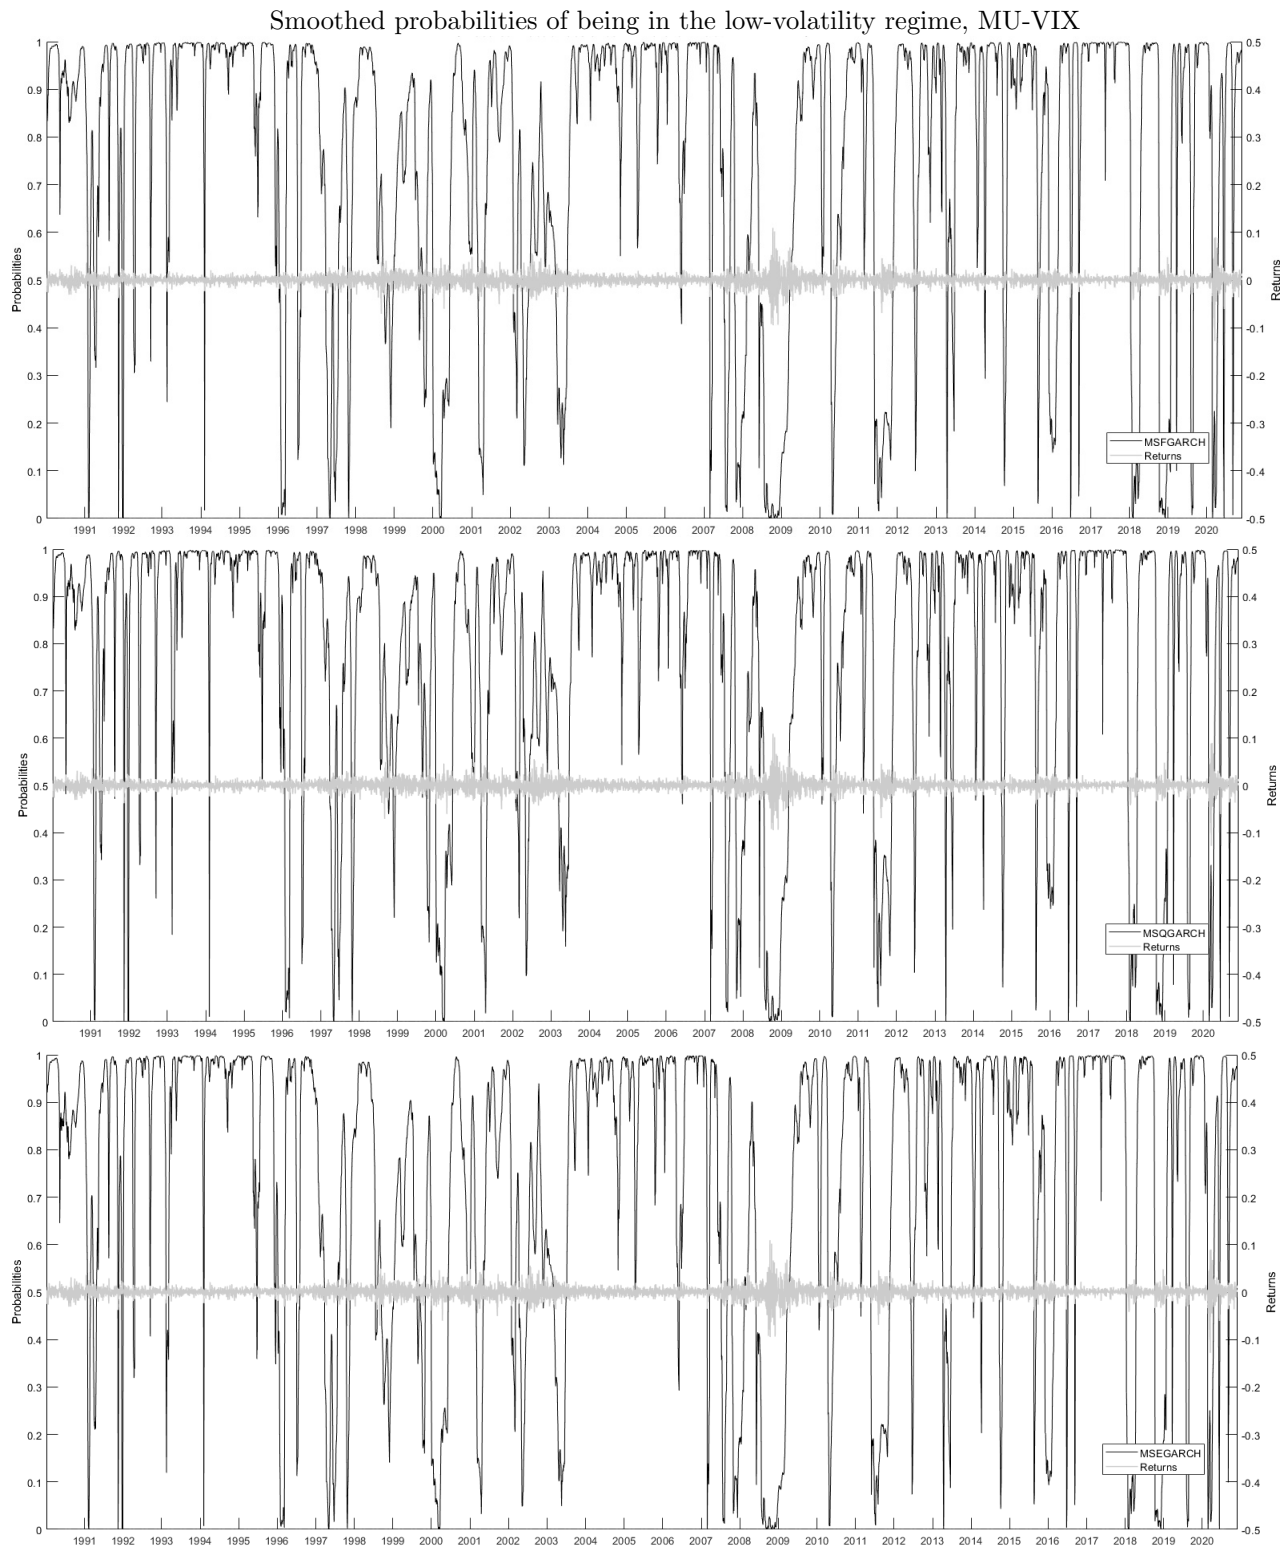 Smoothed probabilities of being in the low-volatility regime, MU-VIX
1 0.5
0.9 0.4
0.8 0.3
0.7 0.2
0.6 0.1
Probabilities
0.5 0
Returns
0.4 -0.1
0.3 -0.2
0.2 -0.3
MSFGARCH
Returns
0.1 -0.4
0 -0.5
1991 1992 1993 1994 1995 1996 1997 1998 1999 2000 2001 2002 2003 2004 2005 2006 2007 2008 2009 2010 2011 2012 2013 2014 2015 2016 2017 2018 2019 2020
1 0.5
0.9 0.4
0.8 0.3
0.7 0.2
0.6 0.1
Probabilities
0.5 0
Returns
0.4 -0.1
0.3 -0.2
0.2 -0.3
MSQGARCH
Returns
0.1 -0.4
0 -0.5
1991 1992 1993 1994 1995 1996 1997 1998 1999 2000 2001 2002 2003 2004 2005 2006 2007 2008 2009 2010 2011 2012 2013 2014 2015 2016 2017 2018 2019 2020
1 0.5
0.9 0.4
0.8 0.3
0.7 0.2
0.6 0.1
Probabilities
0.5 0
Returns
0.4 -0.1
0.3 -0.2
0.2 -0.3
MSEGARCH
Returns
0.1 -0.4
0 -0.5
1991 1992 1993 1994 1995 1996 1997 1998 1999 2000 2001 2002 2003 2004 2005 2006 2007 2008 2009 2010 2011 2012 2013 2014 2015 2016 2017 2018 2019 2020